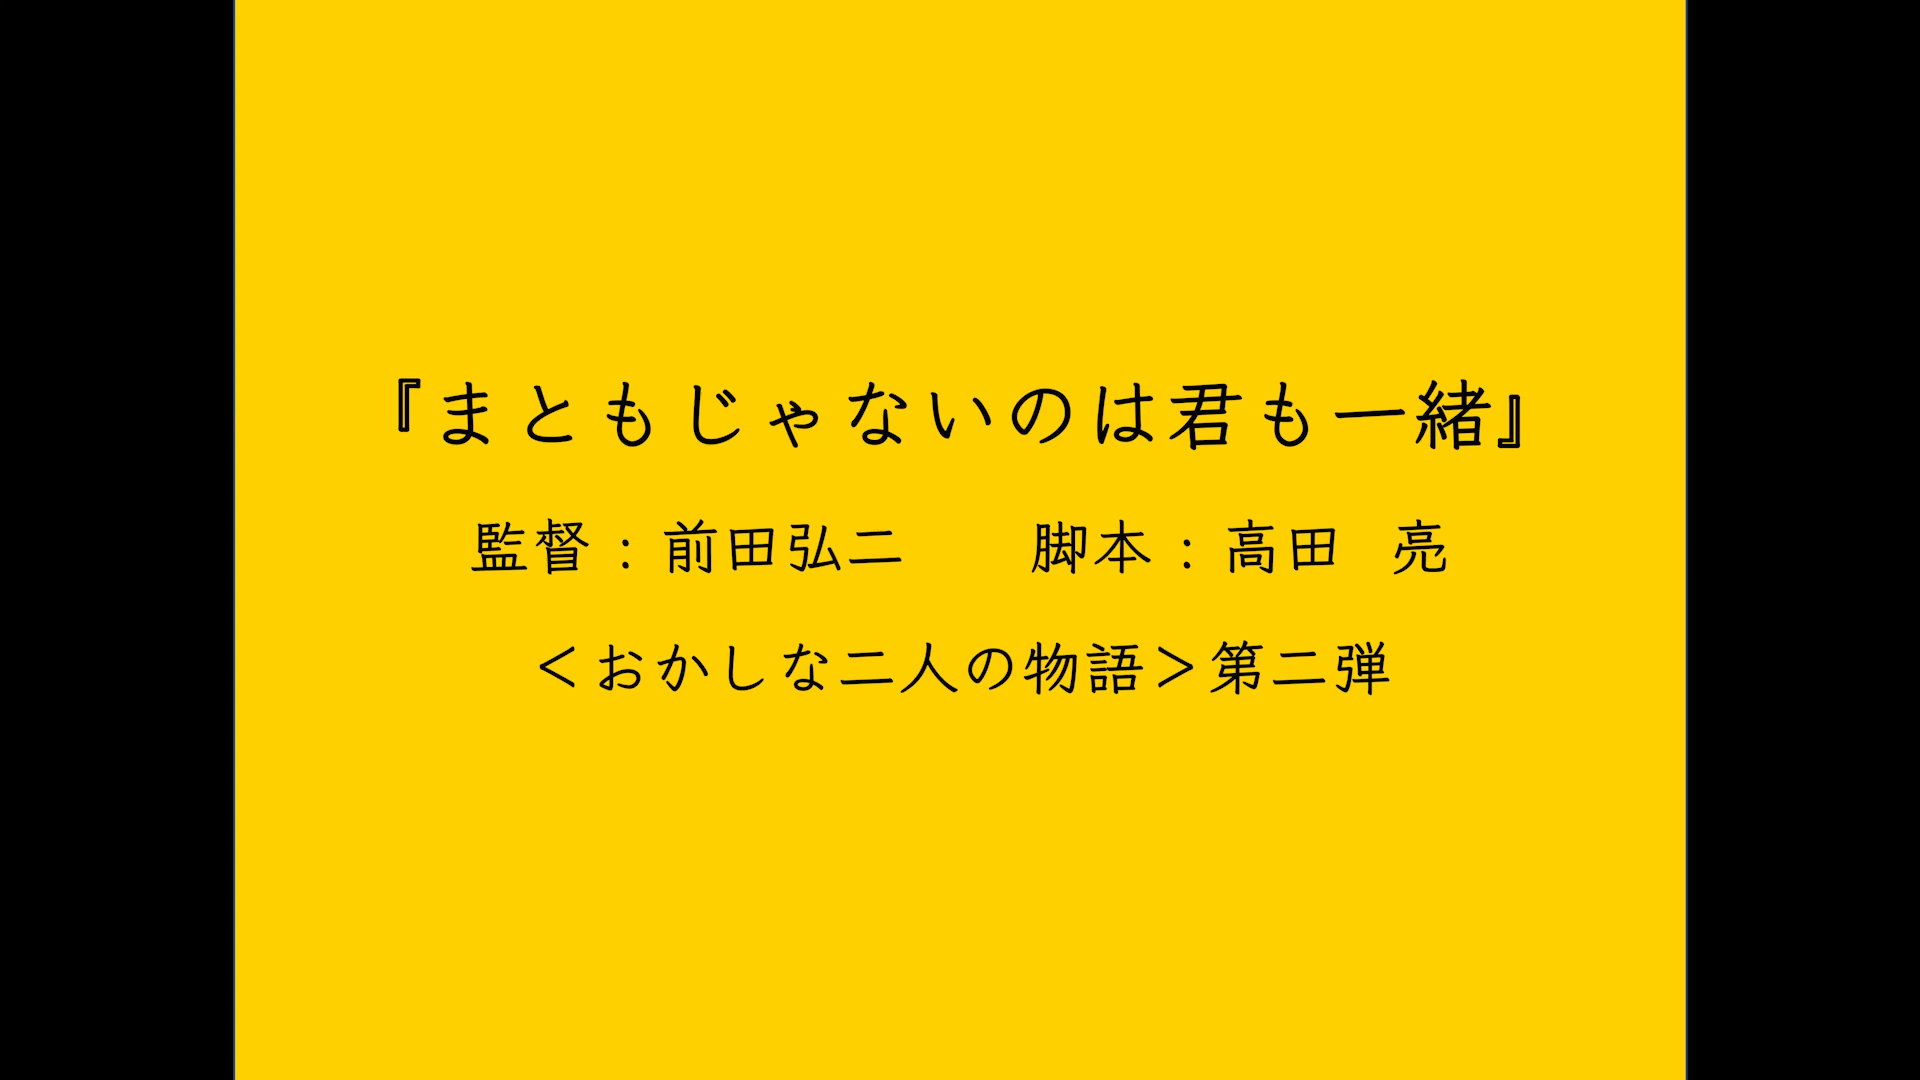 『まともじゃないのは君も一緒』
監督：前田弘二　　脚本：高田　亮
＜おかしな二人の物語＞第二弾